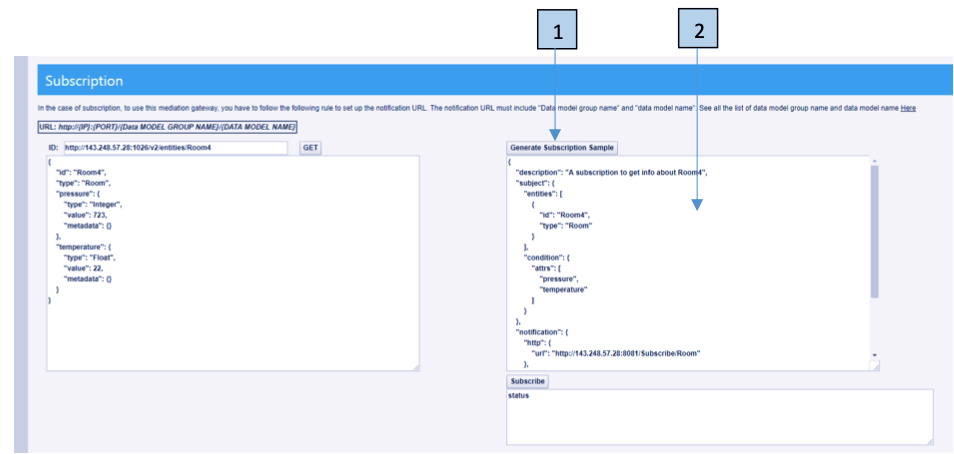 1
2
Subscription
In the case of subscription, to use this mediation gateway, you have to follow the following rule to set up the notification URL. The notification URL must include "Data model group name" and "data model name". See all the list of data model group name and data model name Here
URL: http://{IP}:{PORT}/{Data MODEL GROUP NAME}/{DATA MODEL NAME}
ID: http://143.248.57.28:1026/v2/entities/Room4 GET
{
"id": "Room4",
"type": "Room",
"pressure": {
"type": "Integer",
"value": 723,
"metadata": {}
},
"temperature": {
"type": "Float",
"value": 22,
"metadata": {}
}
}
Generate Subscription Sample
{
"description": "A subscription to get info about Room4",
"subject": {
"entities": [
{
"id": "Room4",
"type": "Room"
}
],
"condition": {
"attrs": [
"pressure",
"temperature"
]
}
},
"notification": {
"http": {
"url": "http://143.248.57.28:8081/Subscribe/Room"
},
Subscribe
status